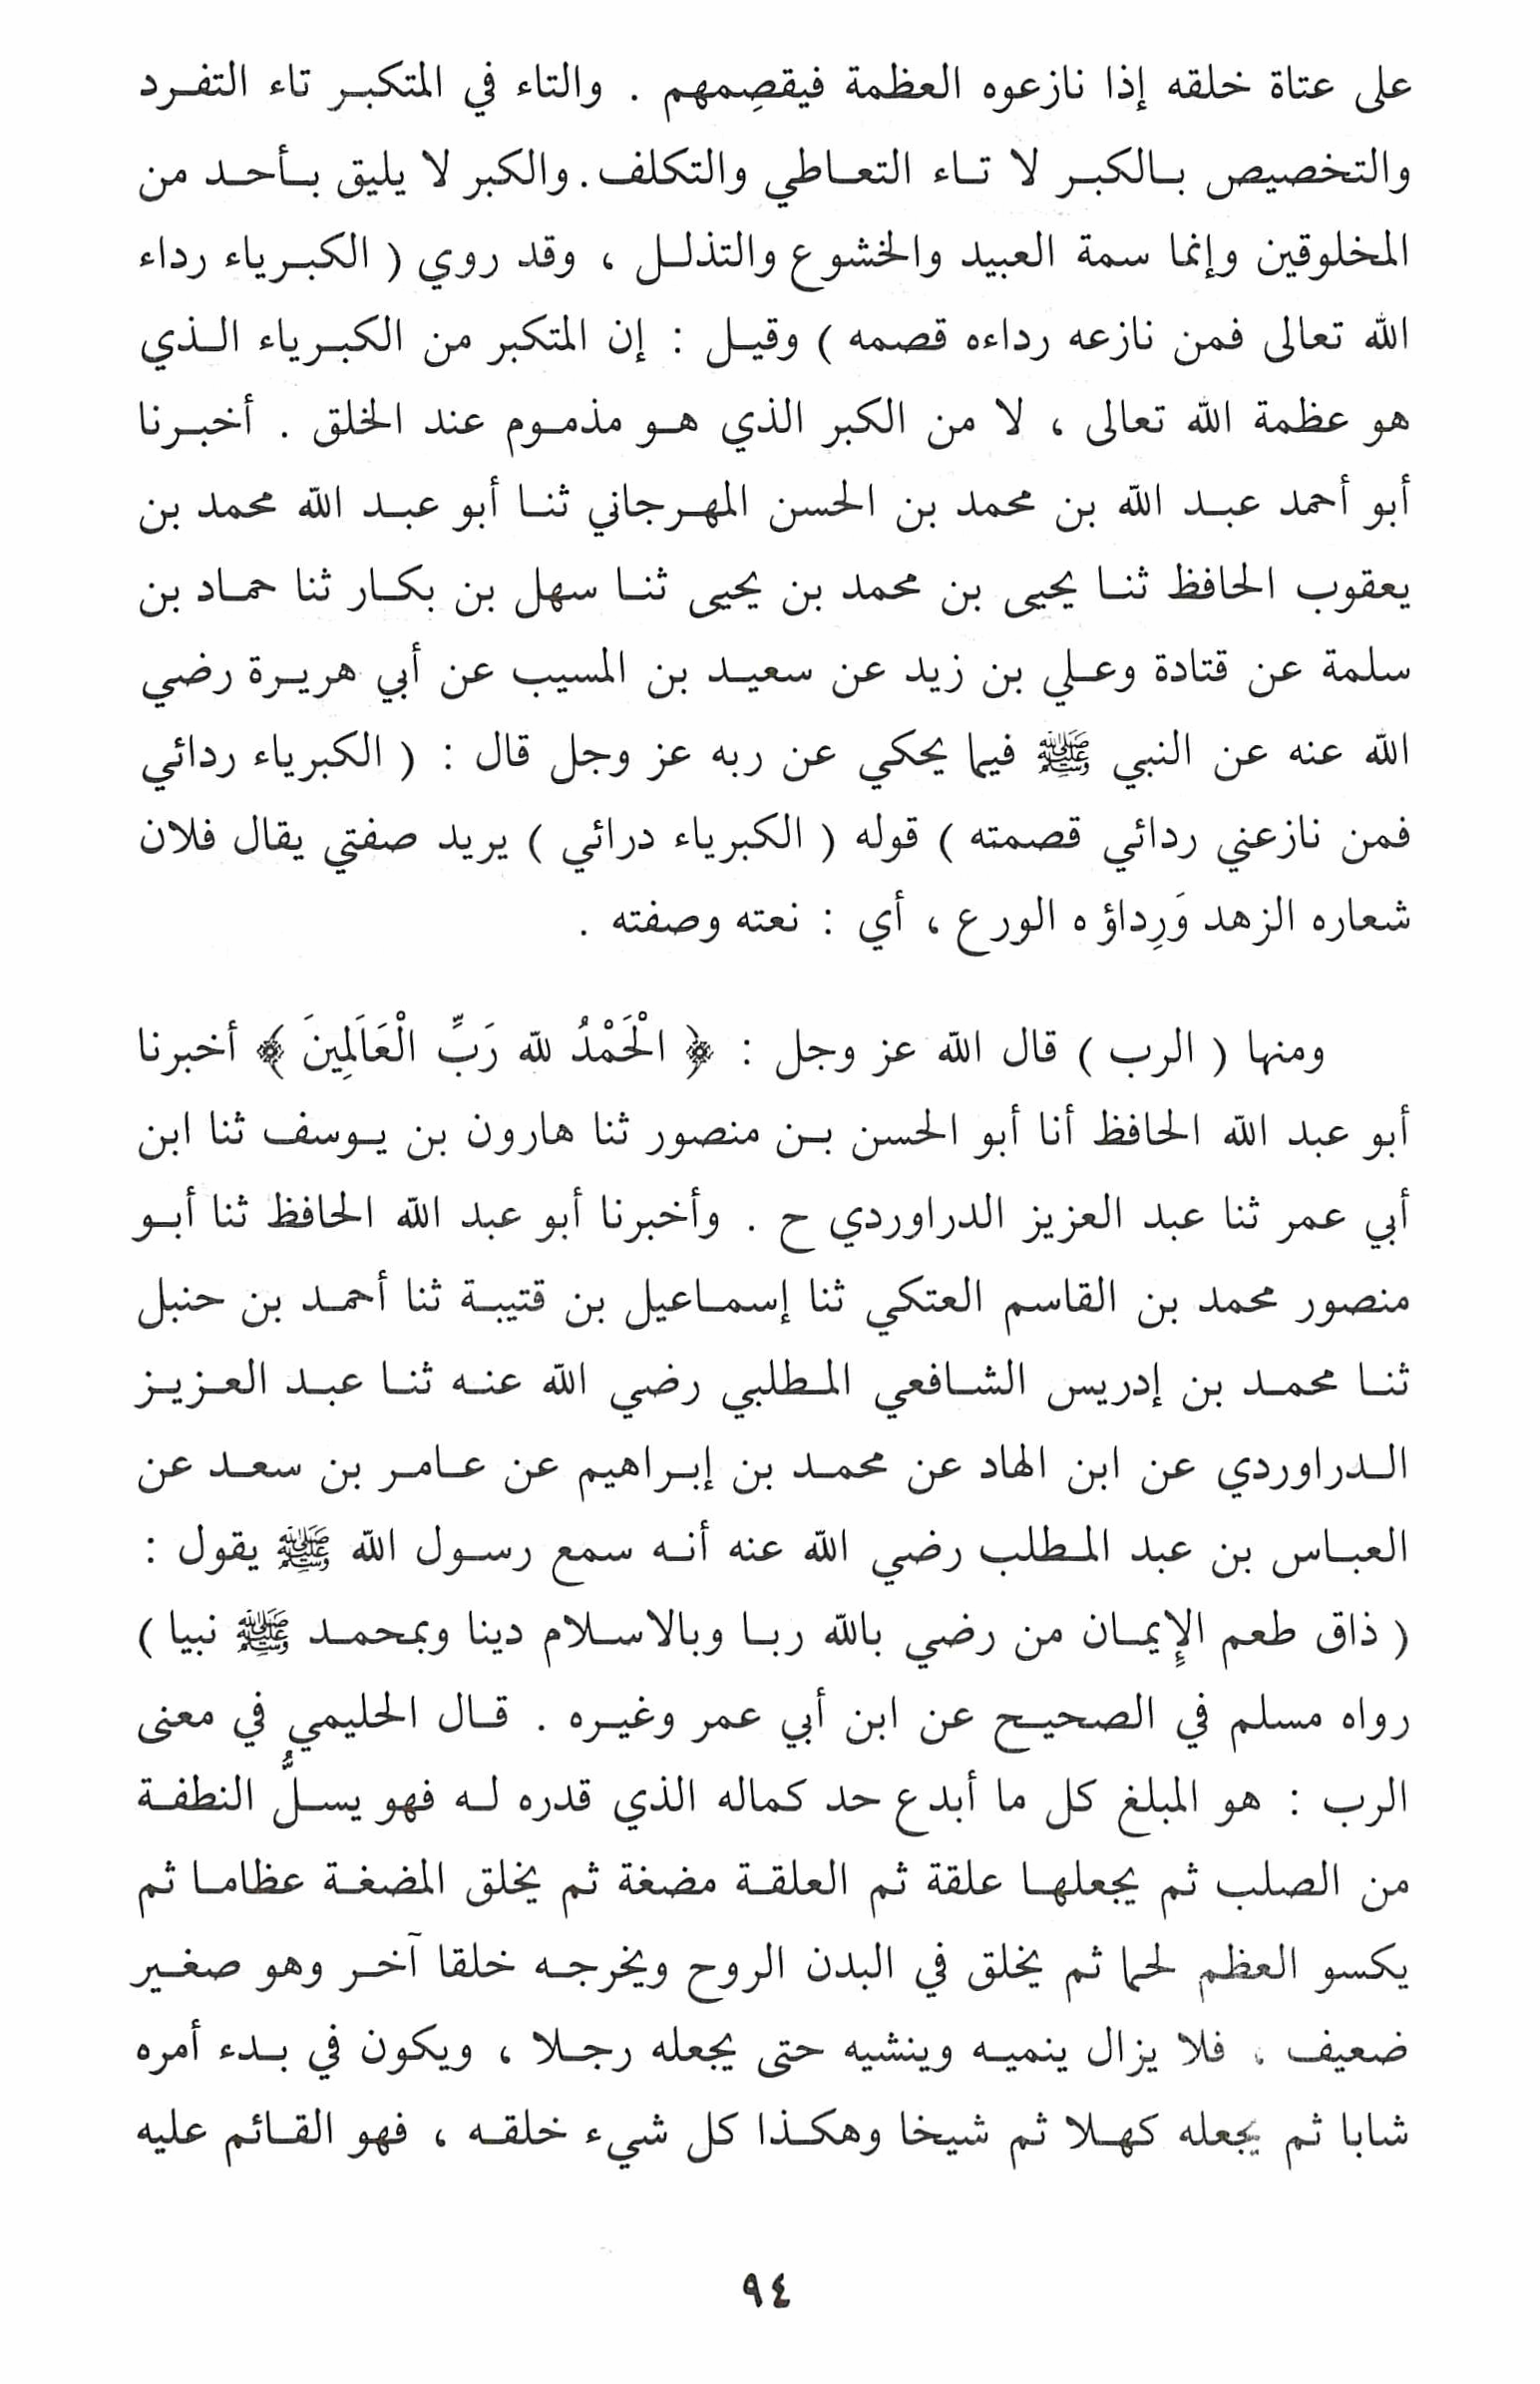 على عتاة خلقه إذا نازعوه العظمة فيقصِمهم . والتاء في المتكبر تاء التفرد
والتخصيص بالكبر لا تاء التعاطي والتكلف . والكبر لا يليق بأحد من
المخلوقين وإنما سمة العبيد والخشوع والتذلل ، وقد روي ( الكبرياء رداء
الله تعالى فمن نازعه رداءه قصمه ) وقيل : إن المتكبر من الكبرياء الذي
هو عظمة الله تعالى ، لا من الكبر الذي هو مذموم عند الخلق . أخبرنا
أبو أحمد عبد الله بن محمد بن الحسن المهرجاني ثنا أبو عبد الله محمد بن
يعقوب الحافظ ثنا يحيى بن محمد بن يحيى ثنا سهل بن بكار ثنا حماد بن
سلمة عن قتادة وعلي بن زيد عن سعيد بن المسيب عن أبي هريرة رضي
الله عنه عن النبي ﷺ فيما يحكي عن ربه عز وجل قال : ( الكبرياء ردائي
فمن نازعني ردائي قصمته ) قوله ( الكبرياء درائي ) يريد صفتي يقال فلان
شعاره الزهد وَرِداؤ ه الورع ، أي : نعته وصفته .
ومنها ( الرب ) قال الله عز وجل : ﴿ الْحَمْدُ لله رَبِّ الْعَالَمِينَ ﴾ أخبرنا
أبو عبد الله الحافظ أنا أبو الحسن بن منصور ثنا هارون بن يوسف ثنا ابن
أبي عمر ثنا عبد العزيز الدراوردي ح . وأخبرنا أبو عبد الله الحافظ ثنا أبو
منصور محمد بن القاسم العتكي ثنا إسماعيل بن قتيبة ثنا أحمد بن حنبل
ثنا محمد بن إدريس الشافعي المطلبي رضي الله عنه ثنا عبد العزيز
الدراوردي عن ابن الهاد عن محمد بن إبراهيم عن عامر بن سعد عن
العباس بن عبد المطلب رضي الله عنه أنه سمع رسول الله ﷺ يقول :
( ذاق طعم الإِيمان من رضي بالله ربا وبالاسلام دينا وبمحمد ﷺ نبيا )
رواه مسلم في الصحيح عن ابن أبي عمر وغيره . قال الحليمي في معنى
الرب : هو المبلغ كل ما أبدع حد كماله الذي قدره له فهو يسلُّ النطفة
من الصلب ثم يجعلها علقة ثم العلقة مضغة ثم يخلق المضغة عظاما ثم
يكسو العظم لحما ثم يخلق في البدن الروح ويخرجه خلقا آخر وهو صغير
ضعيف ، فلا يزال ينميه وينشيه حتى يجعله رجلا ، ويكون في بدء أمره
شابا ثم يجعله كهلا ثم شيخا وهكذا كل شيء خلقه ، فهو القائم عليه
٩٤